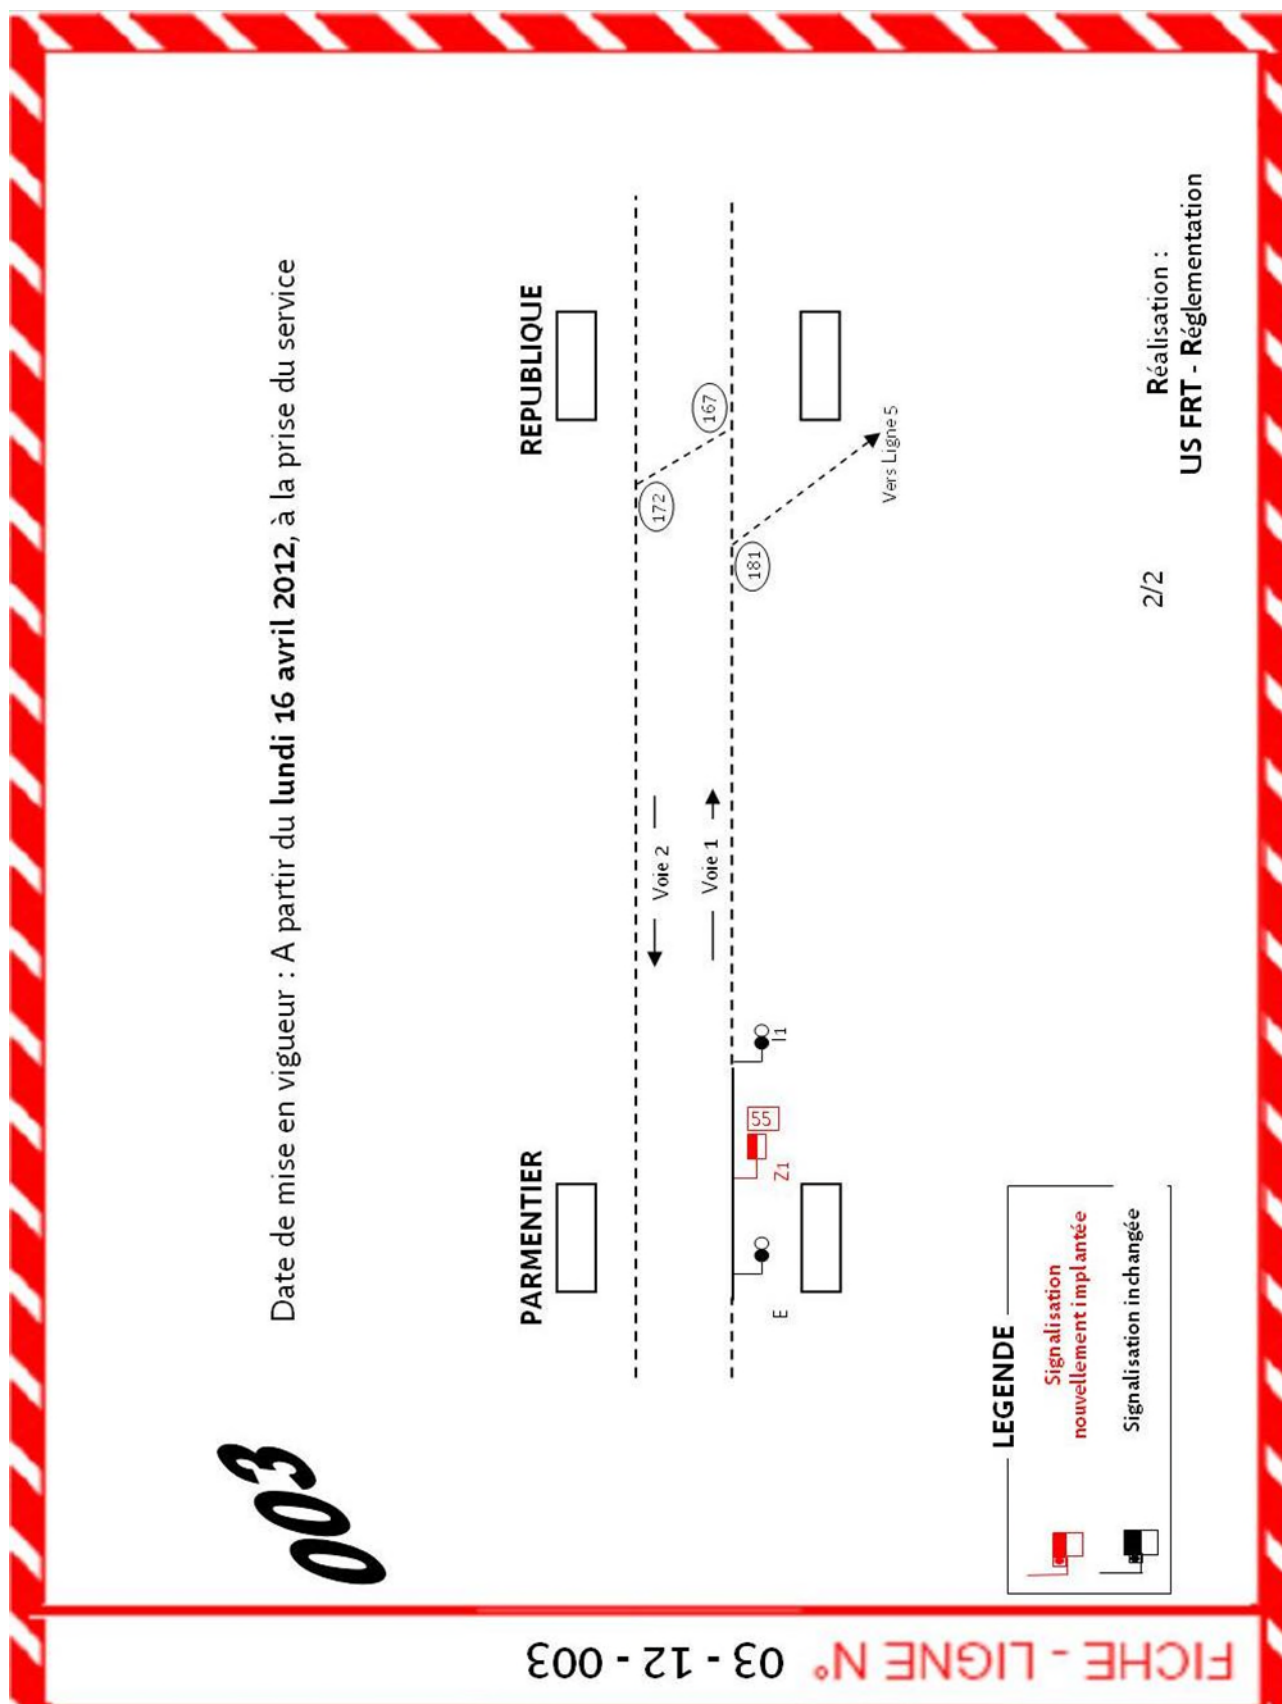 FICHE - LIGNE N° 03 - 12 - 003
003
Date de mise en vigueur : A partir du lundi 16 avril 2012, à la prise du service
PARMENTIER
REPUBLIQUE
172
167
Voie 2
Voie 1
181
Vers Ligne 5
E
Z1
55
I1
LEGENDE
Signalisation
nouvellement implantée
Signalisation inchangée
2/2
Réalisation :
US FRT - Réglementation